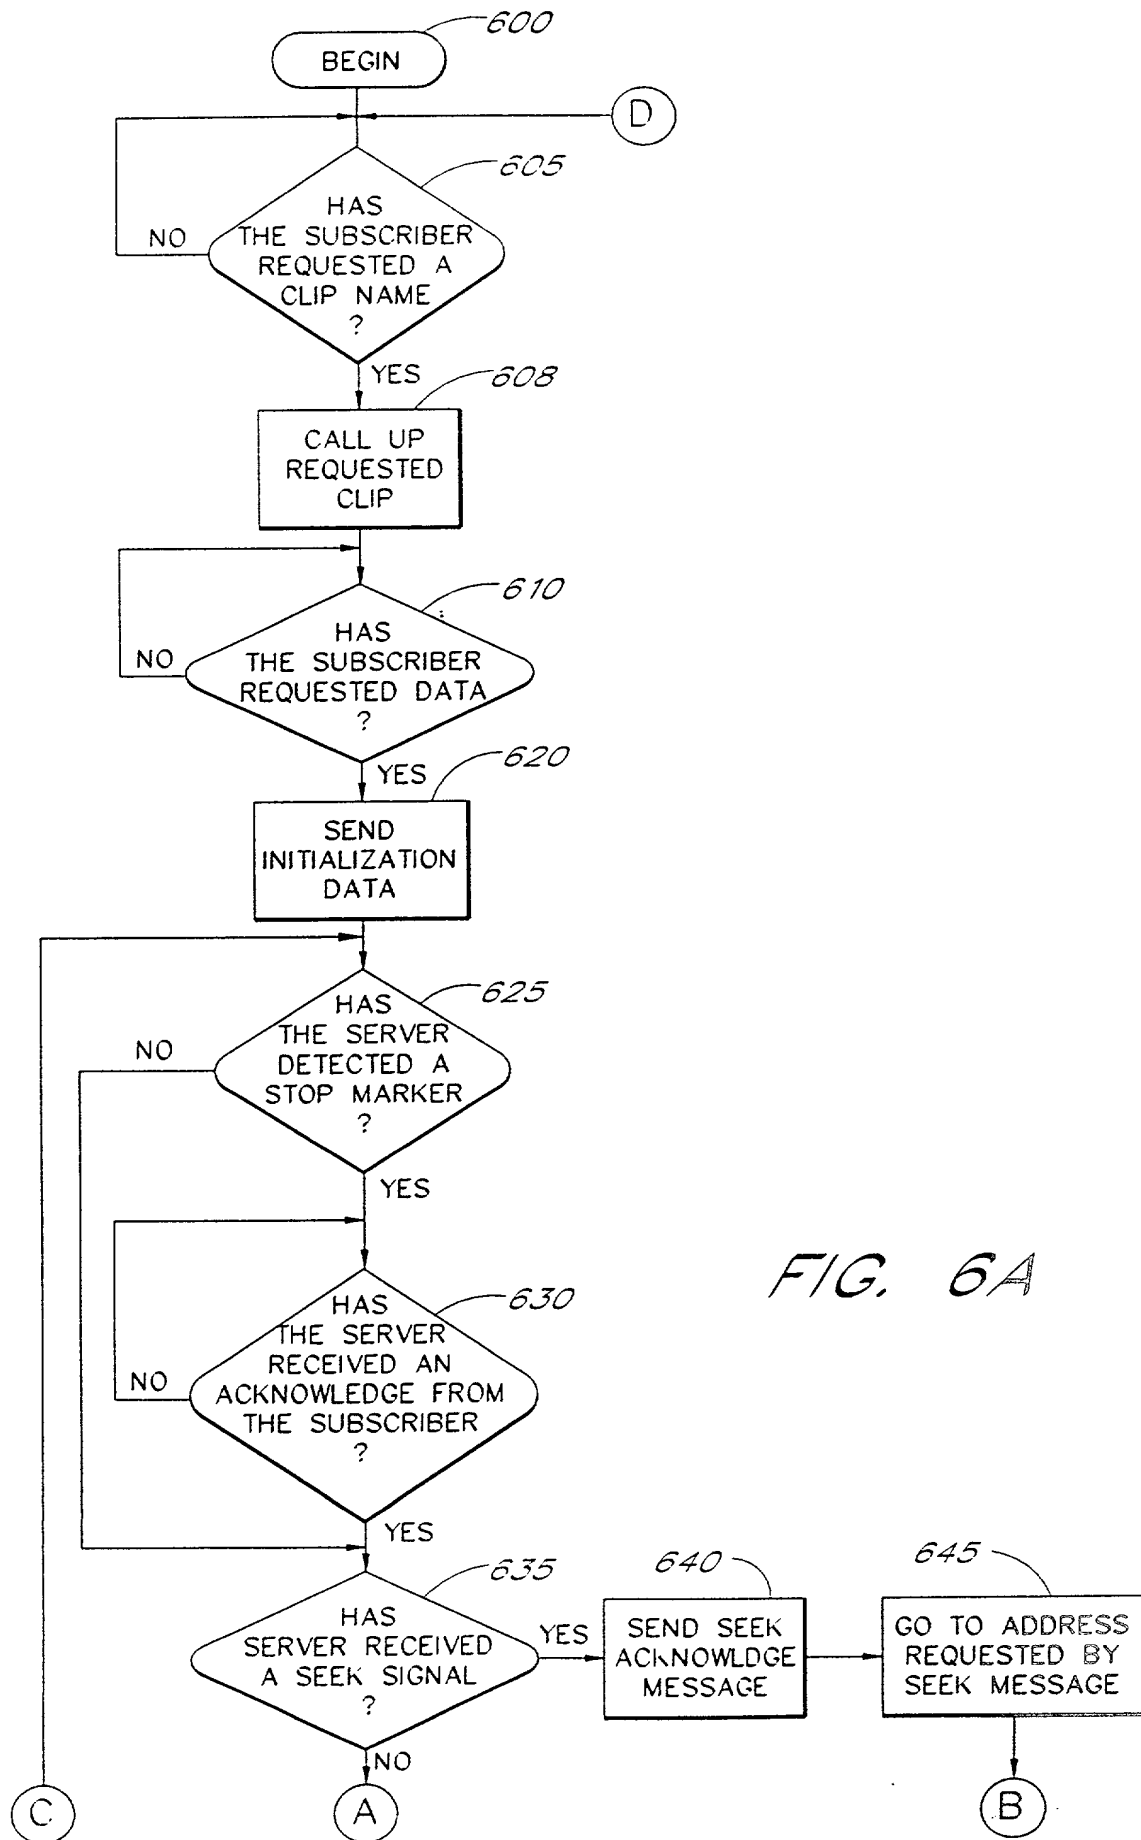 600
BEGIN
D
605
HAS
THE SUBSCRIBER
REQUESTED A
CLIP NAME
?
NO
YES
608
CALL UP
REQUESTED
CLIP
610
HAS
THE SUBSCRIBER
REQUESTED DATA
?
NO
YES
620
SEND
INITIALIZATION
DATA
625
HAS
THE SERVER
DETECTED A
STOP MARKER
?
NO
YES
FIG. 6A
630
HAS
THE SERVER
RECEIVED AN
ACKNOWLEDGE FROM
THE SUBSCRIBER
?
NO
YES
635
HAS
SERVER RECEIVED
A SEEK SIGNAL
?
YES
640
SEND SEEK
ACKNOWLDGE
MESSAGE
645
GO TO ADDRESS
REQUESTED BY
SEEK MESSAGE
NO
C
A
B